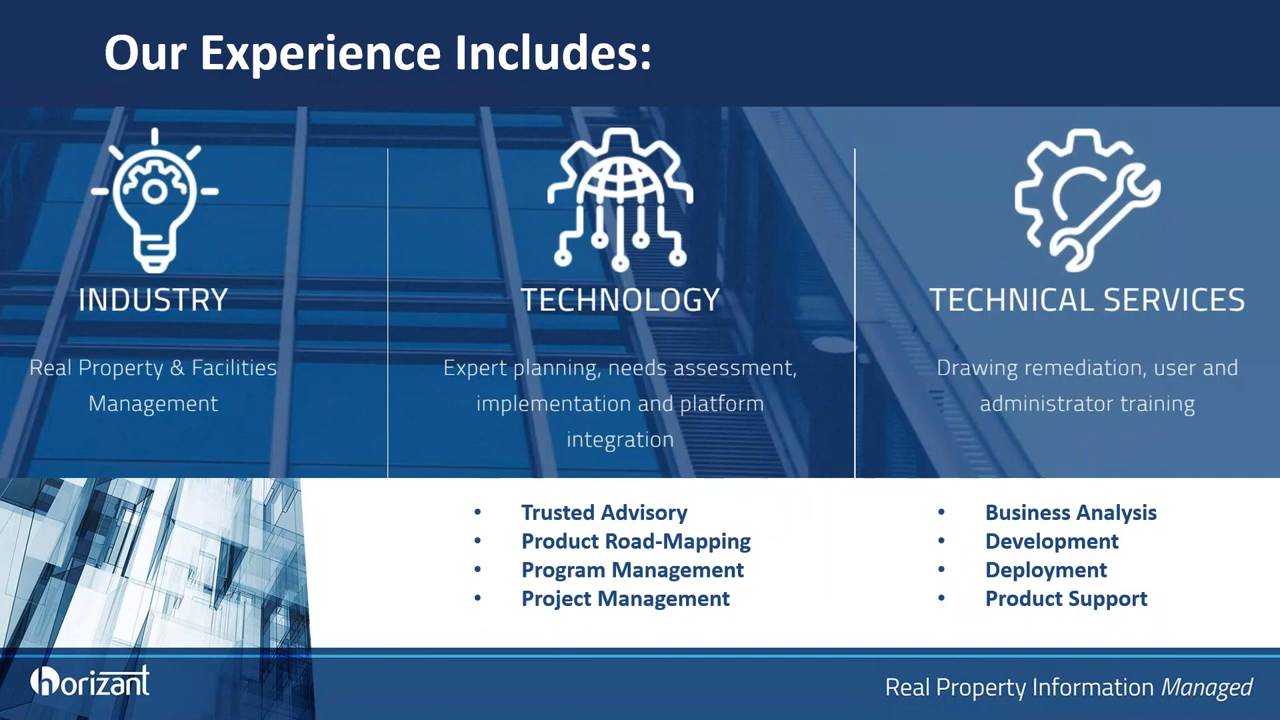 Our Experience Includes:
INDUSTRY
Real Property & Facilities
Management
TECHNOLOGY
Expert planning, needs assessment,
implementation and platform
integration
TECHNICAL SERVICES
Drawing remediation, user and
administrator training
• Trusted Advisory
• Product Road-Mapping
• Program Management
• Project Management
• Business Analysis
• Development
• Deployment
• Product Support
horizant
Real Property Information Managed